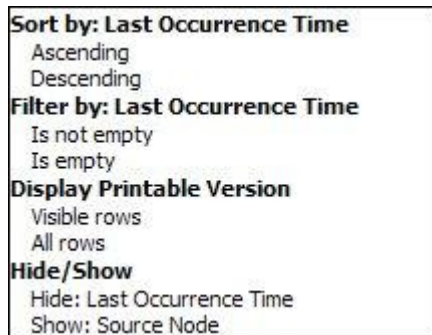 Sort by: Last Occurrence Time
Ascending
Descending
Filter by: Last Occurrence Time
Is not empty
Is empty
Display Printable Version
Visible rows
All rows
Hide/Show
Hide: Last Occurrence Time
Show: Source Node